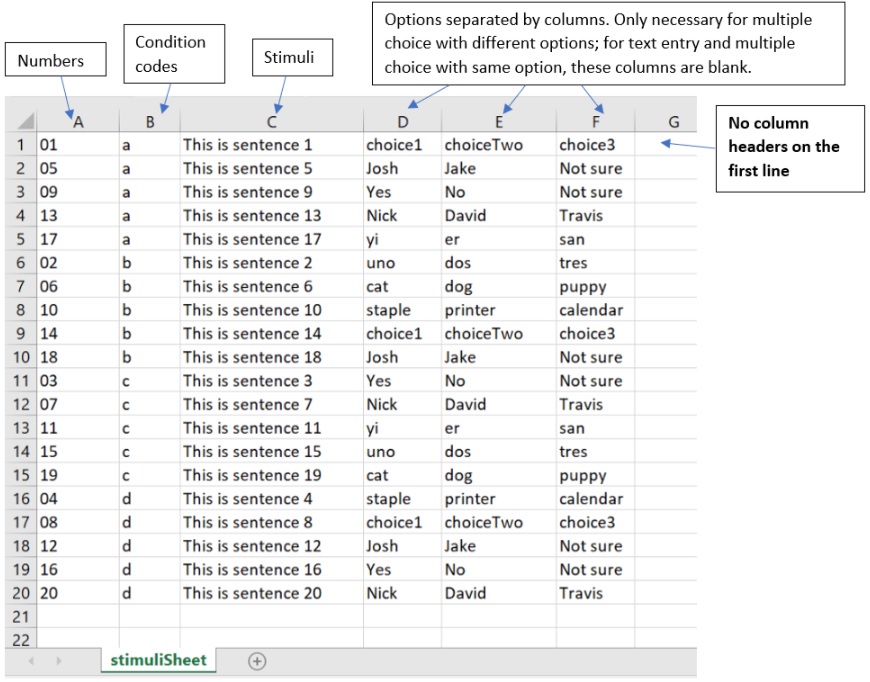 Options separated by columns. Only necessary for multiple
choice with different options; for text entry and multiple
choice with same option, these columns are blank.
Condition
codes
Numbers
Stimuli
No column
headers on the
first line
A B C D E F G
1 01 a This is sentence 1 choice1 choiceTwo choice3
2 05 a This is sentence 5 Josh Jake Not sure
3 09 a This is sentence 9 Yes No Not sure
4 13 a This is sentence 13 Nick David Travis
5 17 a This is sentence 17 yi er san
6 02 b This is sentence 2 uno dos tres
7 06 b This is sentence 6 cat dog puppy
8 10 b This is sentence 10 staple printer calendar
9 14 b This is sentence 14 choice1 choiceTwo choice3
10 18 b This is sentence 18 Josh Jake Not sure
11 03 c This is sentence 3 Yes No Not sure
12 07 c This is sentence 7 Nick David Travis
13 11 c This is sentence 11 yi er san
14 15 c This is sentence 15 uno dos tres
15 19 c This is sentence 19 cat dog puppy
16 04 d This is sentence 4 staple printer calendar
17 08 d This is sentence 8 choice1 choiceTwo choice3
18 12 d This is sentence 12 Josh Jake Not sure
19 16 d This is sentence 16 Yes No Not sure
20 20 d This is sentence 20 Nick David Travis
21
22
stimuliSheet